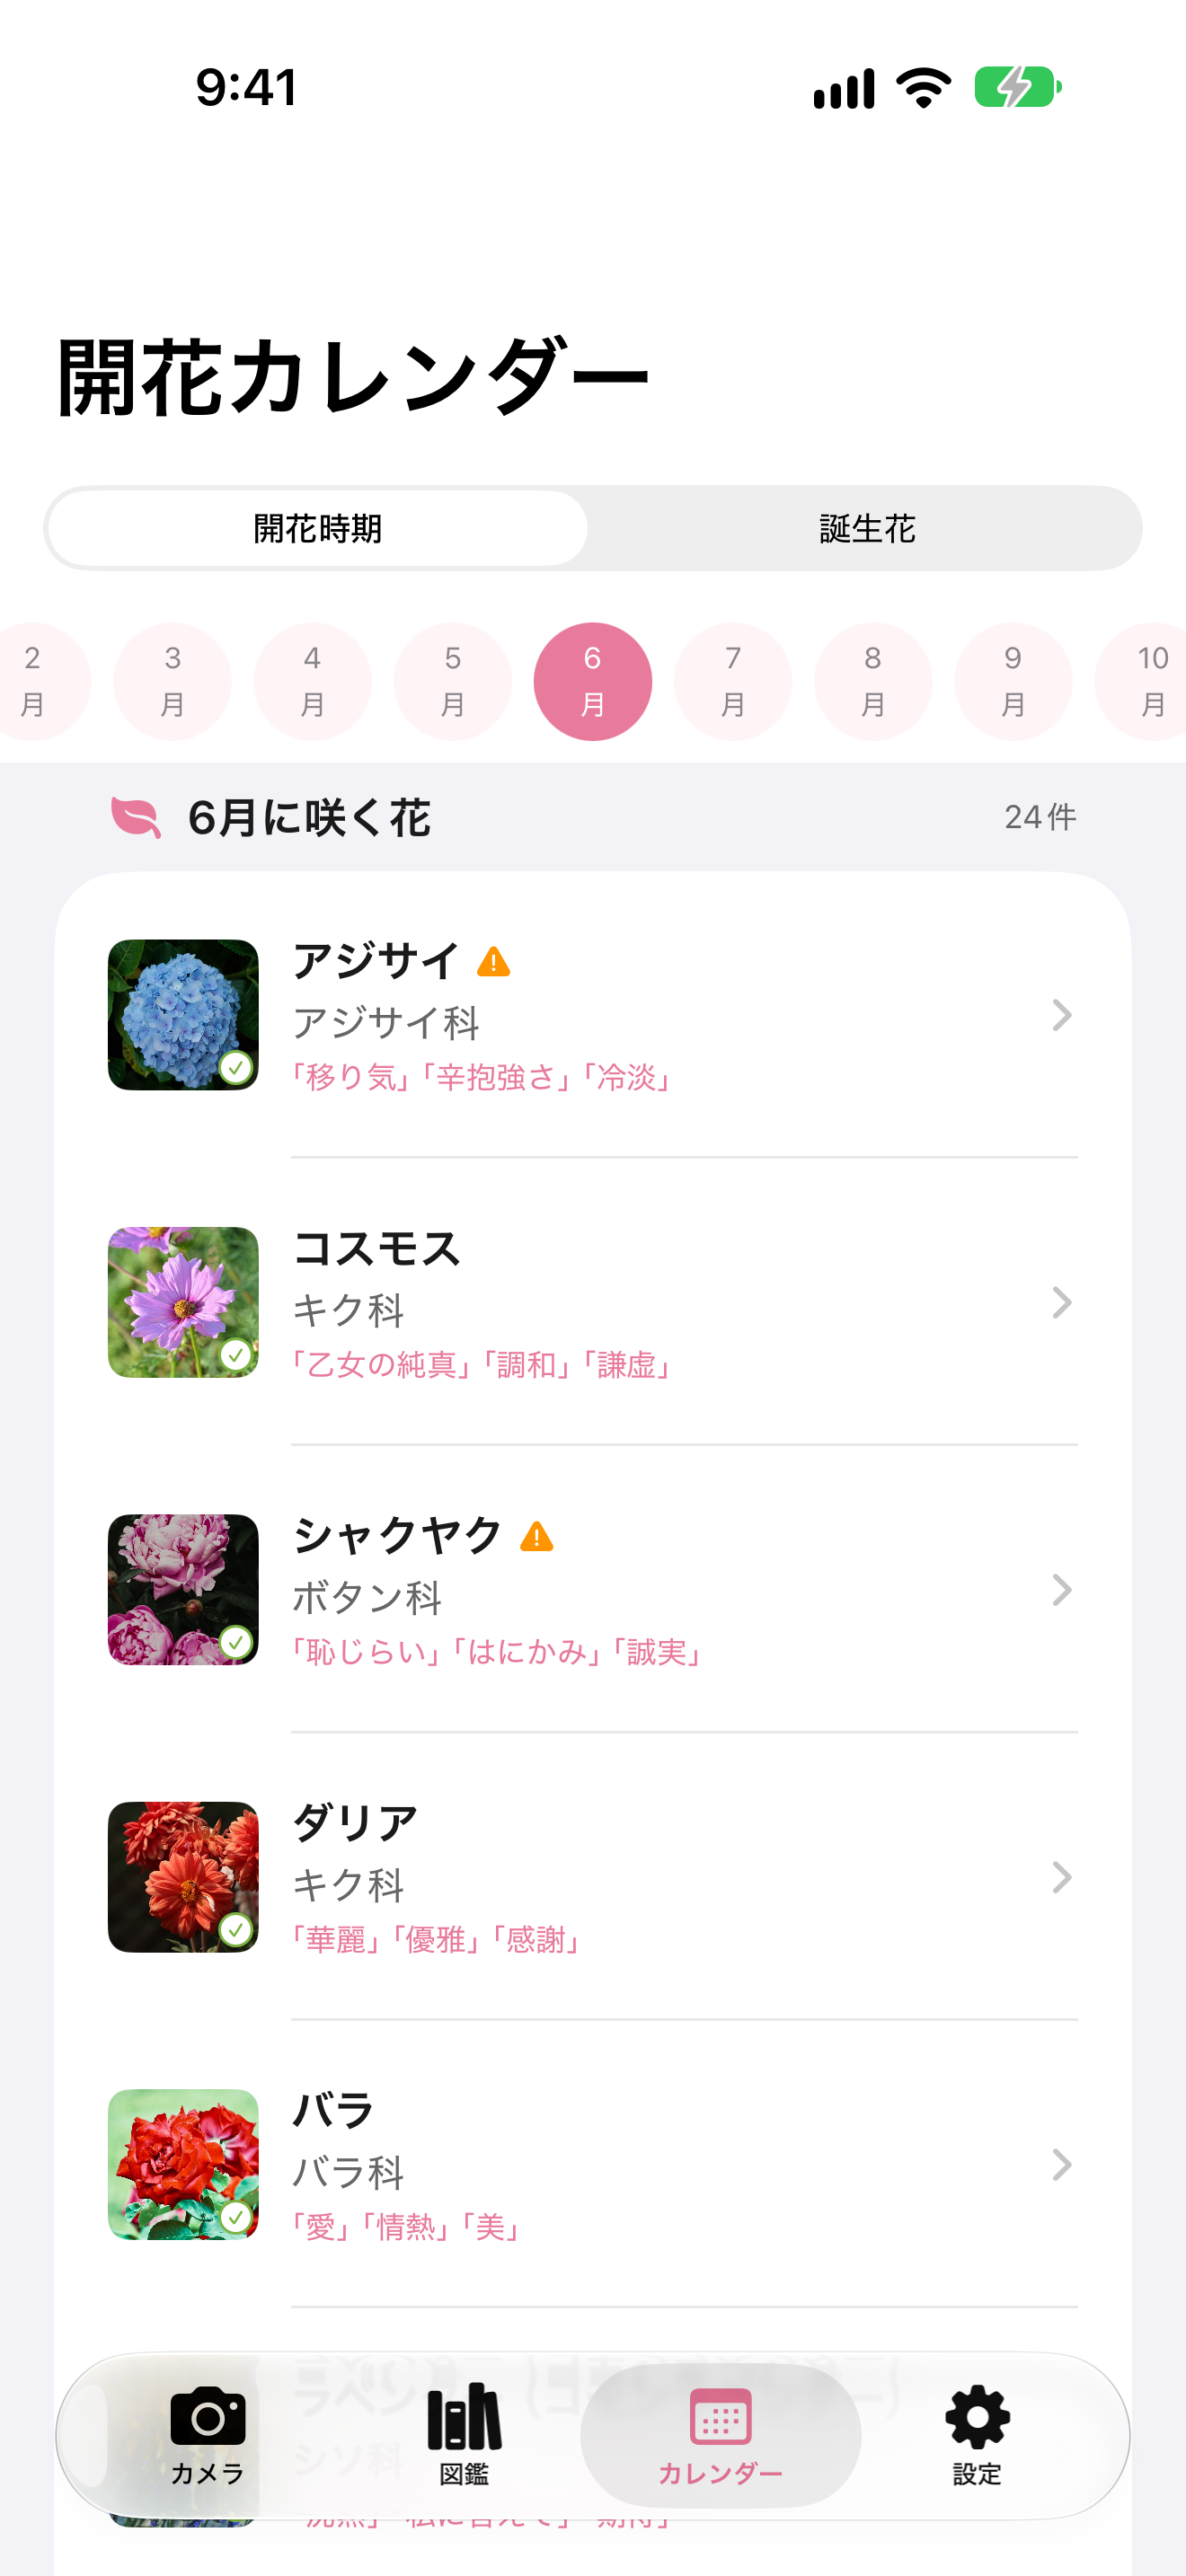 9:41
開花カレンダー
開花時期 誕生花
2月 3月 4月 5月 6月 7月 8月 9月 10月
6月に咲く花 24件
アジサイ
アジサイ科
「移り気」「辛抱強さ」「冷淡」
コスモス
キク科
「乙女の純真」「調和」「謙虚」
シャクヤク
ボタン科
「恥じらい」「はにかみ」「誠実」
ダリア
キク科
「華麗」「優雅」「感謝」
バラ
バラ科
「愛」「情熱」「美」
シソ科
カメラ 図鑑 カレンダー 設定